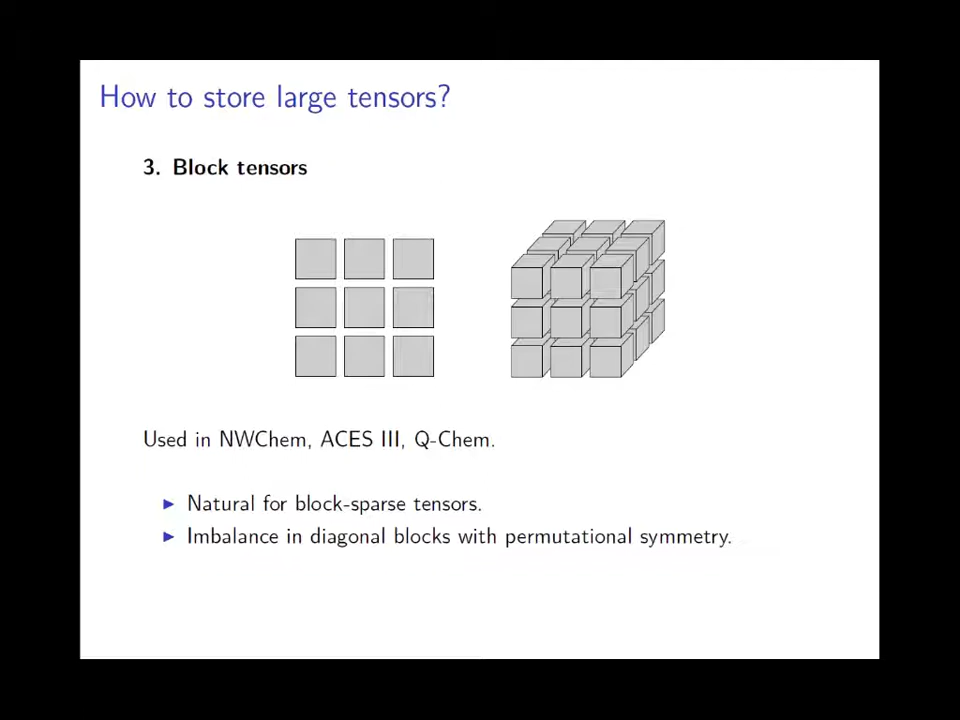 How to store large tensors?
3. Block tensors
Used in NWChem, ACES III, Q-Chem.
► Natural for block-sparse tensors.
► Imbalance in diagonal blocks with permutational symmetry.